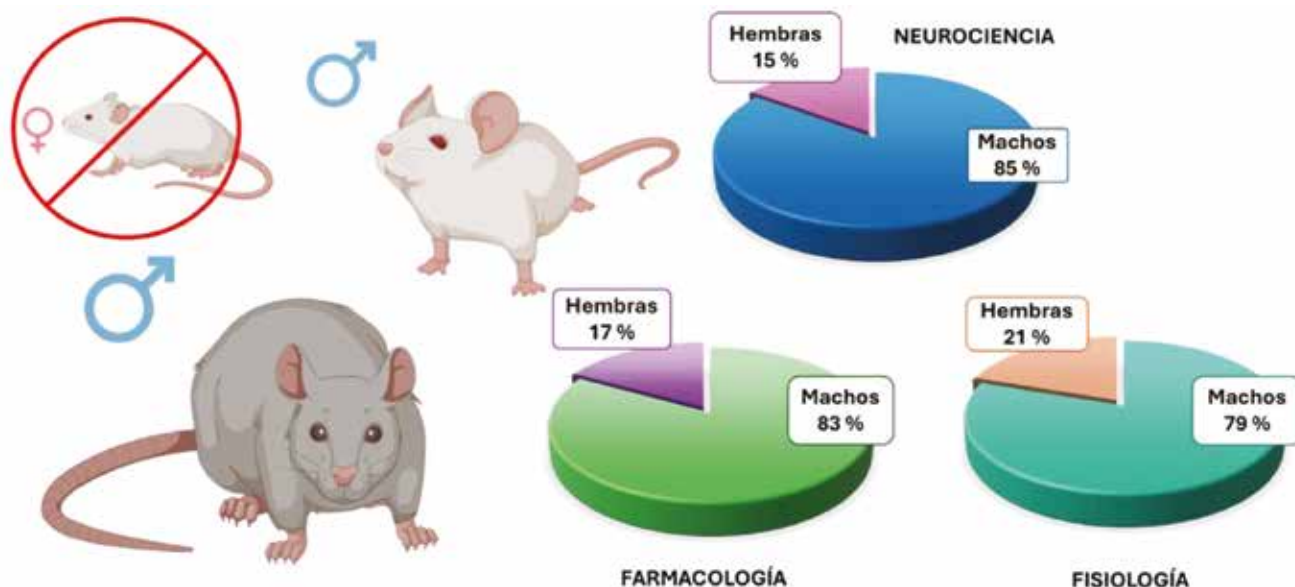 NEUROCIENCIA
Hembras
15 %
Machos
85 %
Hembras
17 %
Machos
83 %
FARMACOLOGÍA
Hembras
21 %
Machos
79 %
FISIOLOGÍA